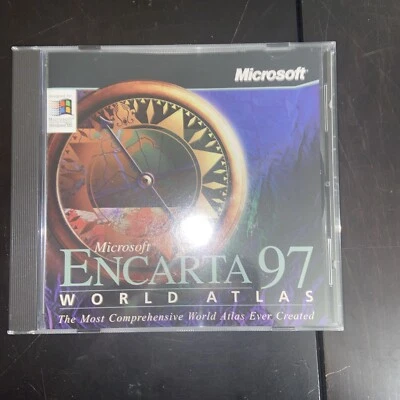 Microsoft
Microsoft
ENCARTA 97
WORLD ATLAS
The Most Comprehensive World Atlas Ever Created